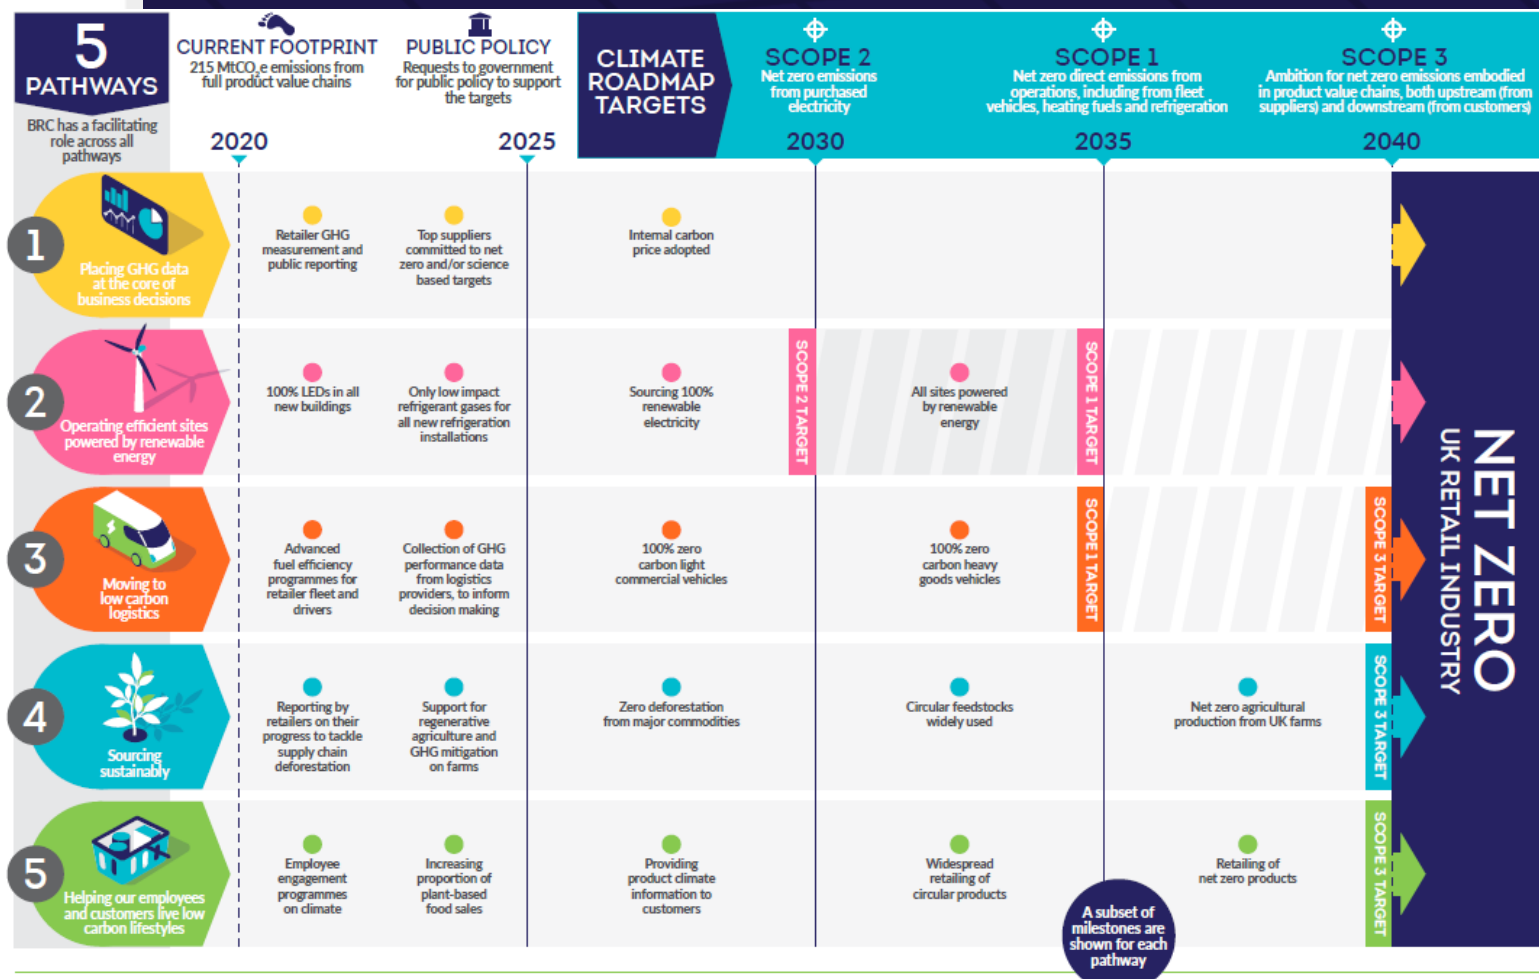 5
PATHWAYS
BRC has a facilitating
role across all
pathways
CURRENT FOOTPRINT
215 MtCO₂e emissions from
full product value chains
2020
PUBLIC POLICY
Requests to government
for public policy to support
the targets
2025
CLIMATE
ROADMAP
TARGETS
SCOPE 2
Net zero emissions
from purchased
electricity
2030
SCOPE 1
Net zero direct emissions from
operations, including from fleet
vehicles, heating fuels and refrigeration
2035
SCOPE 3
Ambition for net zero emissions embodied
in product value chains, both upstream (from
suppliers) and downstream (from customers)
2040
1
Placing GHG data
at the core of
business decisions
Retailer GHG
measurement and
public reporting
Top suppliers
committed to net
zero and/or science
based targets
Internal carbon
price adopted
2
Operating efficient sites
powered by renewable
energy
100% LEDs in all
new buildings
Only low impact
refrigerant gases for
all new refrigeration
installations
Sourcing 100%
renewable
electricity
SCOPE 2 TARGET
All sites powered
by renewable
energy
SCOPE 1 TARGET
3
Moving to
low carbon
logistics
Advanced
fuel efficiency
programmes for
retailer fleet and
drivers
Collection of GHG
performance data
from logistics
providers, to inform
decision making
100% zero
carbon light
commercial vehicles
100% zero
carbon heavy
goods vehicles
SCOPE 1 TARGET
SCOPE 3 TARGET
4
Sourcing
sustainably
Reporting by
retailers on their
progress to tackle
supply chain
deforestation
Support for
regenerative
agriculture and
GHG mitigation
on farms
Zero deforestation
from major commodities
Circular feedstocks
widely used
Net zero agricultural
production from UK farms
SCOPE 3 TARGET
5
Helping our employees
and customers live low
carbon lifestyles
Employee
engagement
programmes
on climate
Increasing
proportion of
plant-based
food sales
Providing
product climate
information to
customers
Widespread
retailing of
circular products
Retailing of
net zero products
SCOPE 3 TARGET
A subset of
milestones are
shown for each
pathway
NET ZERO
UK RETAIL INDUSTRY